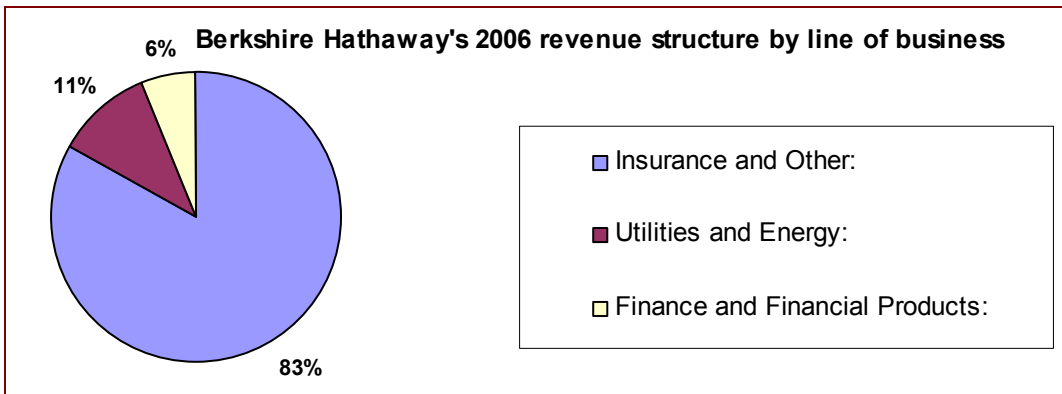 Berkshire Hathaway's 2006 revenue structure by line of business
6%
11%
83%
Insurance and Other:
Utilities and Energy:
Finance and Financial Products: